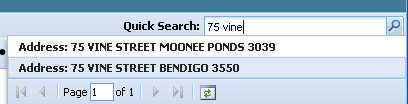 Quick Search: 75 vine
Address: 75 VINE STREET MOONEE PONDS 3039
Address: 75 VINE STREET BENDIGO 3550
Page 1 of 1